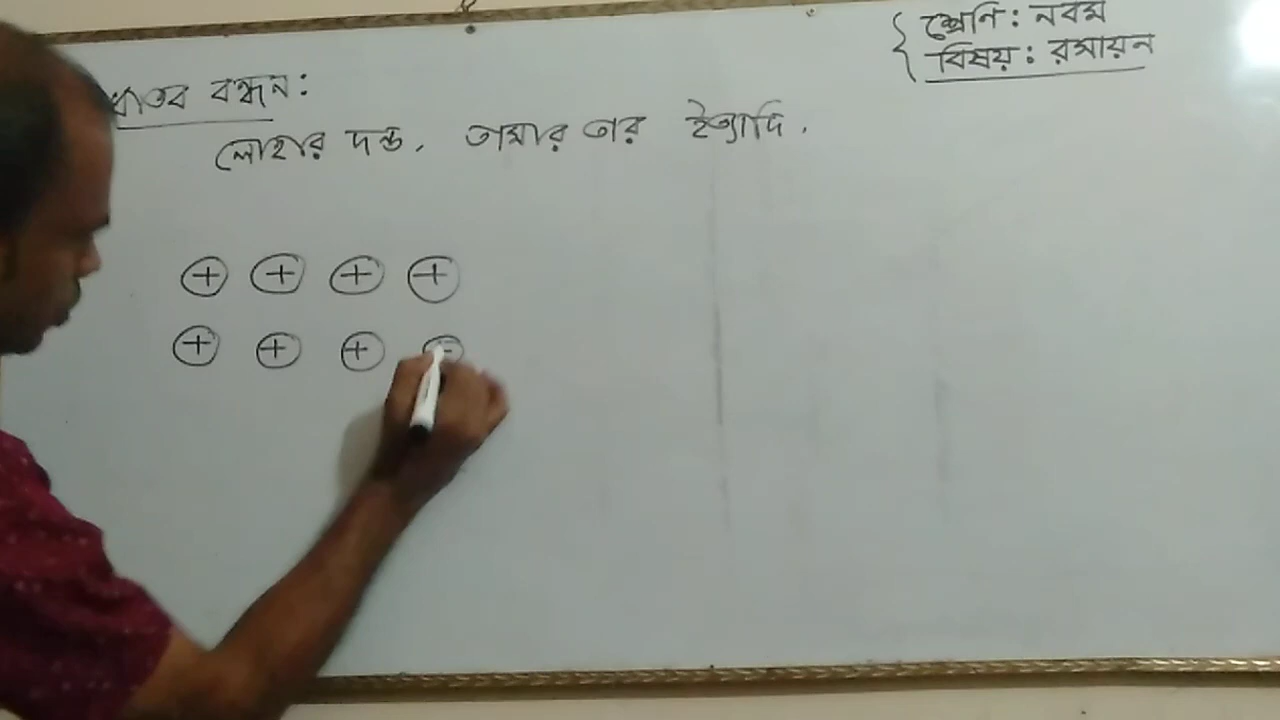 শ্রেণি : নবম
বিষয় : রসায়ন
ধাতব বন্ধন :
লোহার দন্ড, তামার তার ইত্যাদি.
+ + + +
+ + + +